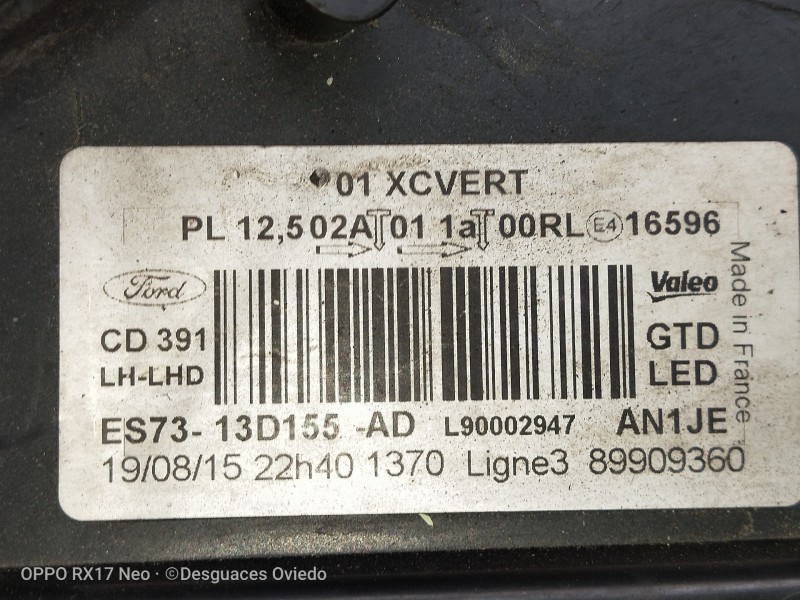 01 XCVERT
PL 12,5 02A 01 1a 00RL E4 16596
Ford
Valeo
Made in France
CD 391
GTD
LH-LHD
LED
ES73- 13D155 -AD L90002947 AN1JE
19/08/15 22h40 1370 Ligne3 89909360
OPPO RX17 Neo · ©Desguaces Oviedo